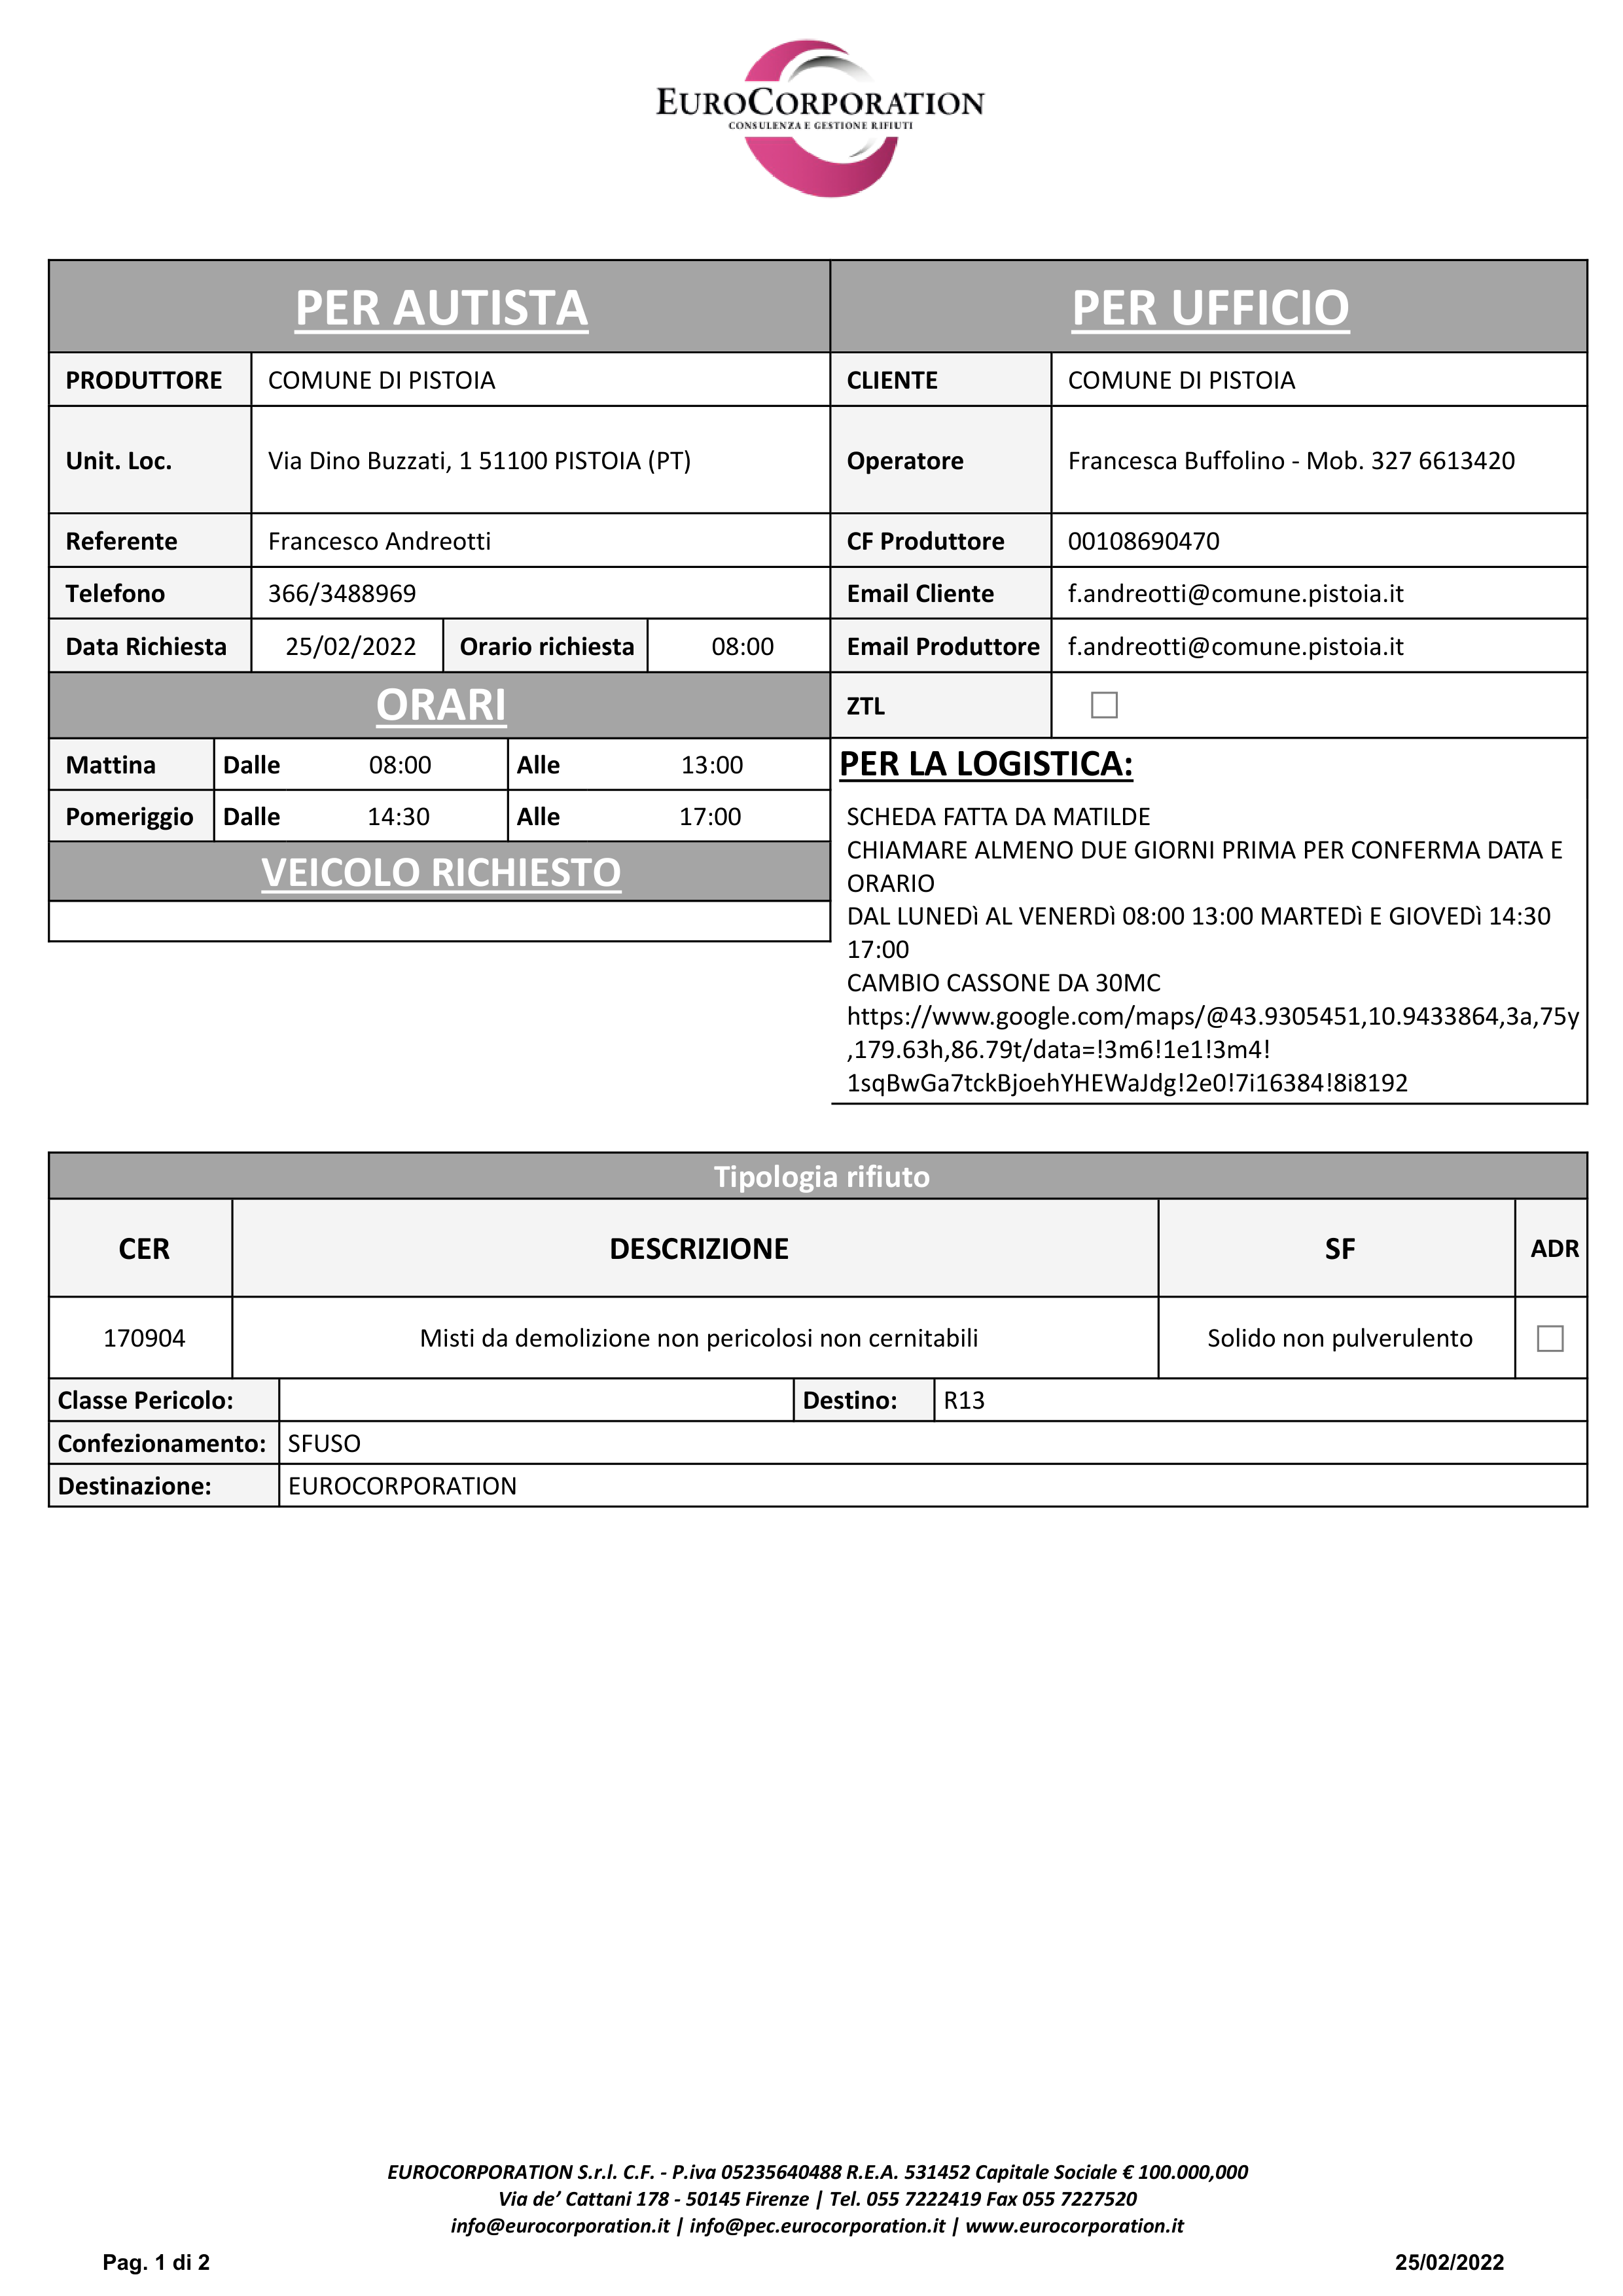 EUROCORPORATION
CONSULENZA E GESTIONE RIFIUTI
PER AUTISTA
PER UFFICIO
PRODUTTORE COMUNE DI PISTOIA
CLIENTE COMUNE DI PISTOIA
Unit. Loc. Via Dino Buzzati, 1 51100 PISTOIA (PT)
Operatore Francesca Buffolino - Mob. 327 6613420
Referente Francesco Andreotti
CF Produttore 00108690470
Telefono 366/3488969
Email Cliente f.andreotti@comune.pistoia.it
Data Richiesta 25/02/2022 Orario richiesta 08:00
Email Produttore f.andreotti@comune.pistoia.it
ORARI
ZTL
Mattina Dalle 08:00 Alle 13:00
Pomeriggio Dalle 14:30 Alle 17:00
VEICOLO RICHIESTO
PER LA LOGISTICA:
SCHEDA FATTA DA MATILDE
CHIAMARE ALMENO DUE GIORNI PRIMA PER CONFERMA DATA E
ORARIO
DAL LUNEDì AL VENERDì 08:00 13:00 MARTEDì E GIOVEDì 14:30
17:00
CAMBIO CASSONE DA 30MC
https://www.google.com/maps/@43.9305451,10.9433864,3a,75y
,179.63h,86.79t/data=!3m6!1e1!3m4!
1sqBwGa7tckBjoehYHEWaJdg!2e0!7i16384!8i8192
Tipologia rifiuto
CER DESCRIZIONE SF ADR
170904 Misti da demolizione non pericolosi non cernitabili Solido non pulverulento
Classe Pericolo: Destino: R13
Confezionamento: SFUSO
Destinazione: EUROCORPORATION
EUROCORPORATION S.r.l. C.F. - P.iva 05235640488 R.E.A. 531452 Capitale Sociale € 100.000,000
Via de’ Cattani 178 - 50145 Firenze | Tel. 055 7222419 Fax 055 7227520
info@eurocorporation.it | info@pec.eurocorporation.it | www.eurocorporation.it
Pag. 1 di 2 25/02/2022